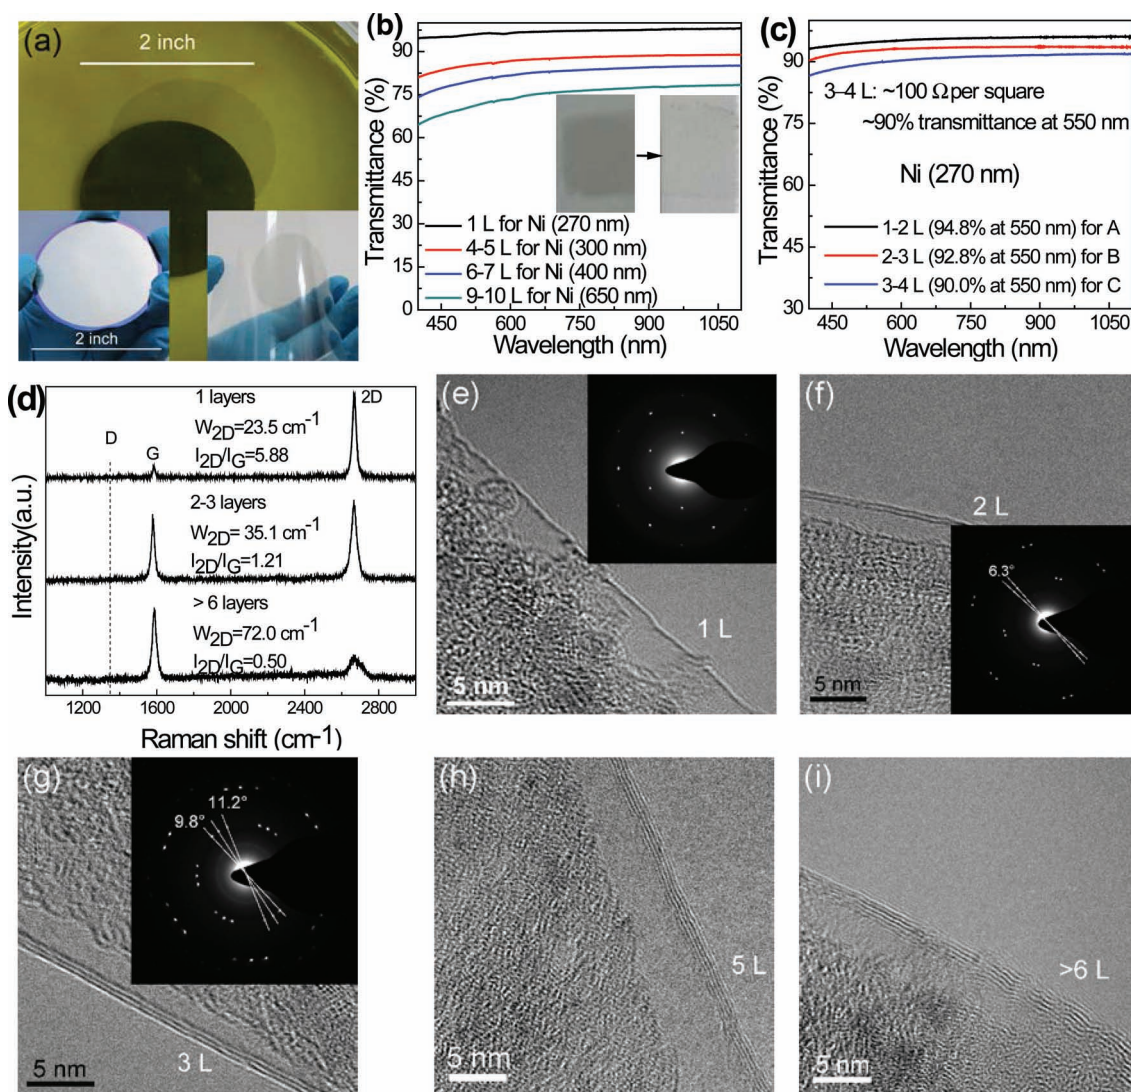 (a)
2 inch
2 inch
(b)
Transmittance (%)
90
75
60
45
30
15
0
1 L for Ni (270 nm)
4-5 L for Ni (300 nm)
6-7 L for Ni (400 nm)
9-10 L for Ni (650 nm)
450 600 750 900 1050
Wavelength (nm)
(c)
Transmittance (%)
90
75
60
45
30
3–4 L: ~100 Ω per square
~90% transmittance at 550 nm
Ni (270 nm)
1-2 L (94.8% at 550 nm) for A
2-3 L (92.8% at 550 nm) for B
3-4 L (90.0% at 550 nm) for C
450 600 750 900 1050
Wavelength (nm)
(d)
Intensity(a.u.)
1 layers
W2D=23.5 cm-1
I2D/IG=5.88
D
G
2D
2-3 layers
W2D= 35.1 cm-1
I2D/IG=1.21
> 6 layers
W2D=72.0 cm-1
I2D/IG=0.50
1200 1600 2000 2400 2800
Raman shift (cm-1)
(e)
1 L
5 nm
(f)
2 L
6.3°
5 nm
(g)
11.2°
9.8°
3 L
5 nm
(h)
5 L
5 nm
(i)
>6 L
5 nm